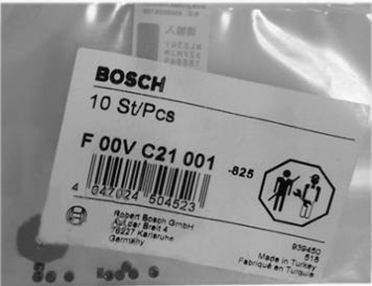 BOSCH
10 St/Pcs
F 00V C21 001 -825
4 047024 504523
Robert Bosch GmbH
Auf der Breit 4
76227 Karlsruhe
Germany
939450
518
Made in Turkey
Fabriqué en Turquie